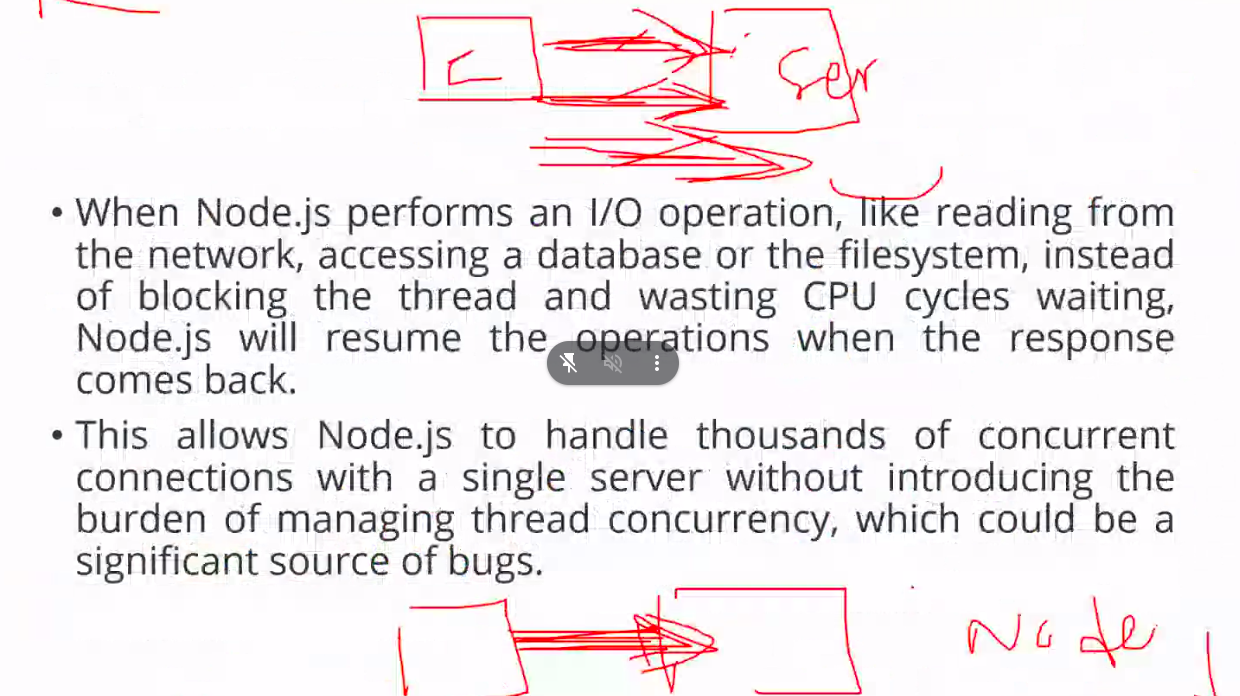 C
Ser
• When Node.js performs an I/O operation, like reading from
the network, accessing a database or the filesystem, instead
of blocking the thread and wasting CPU cycles waiting,
Node.js will resume the operations when the response
comes back.
• This allows Node.js to handle thousands of concurrent
connections with a single server without introducing the
burden of managing thread concurrency, which could be a
significant source of bugs.
Node